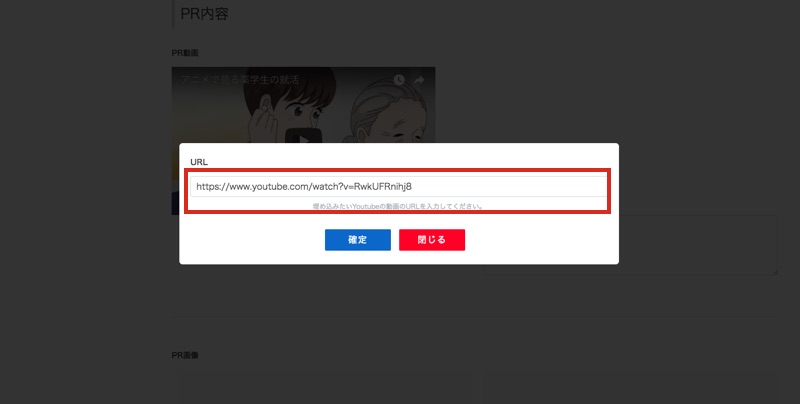 PR内容
PR動画
アニメで見る薬学生の就活
URL
https://www.youtube.com/watch?v=RwkUFRnihj8
埋め込みたいYoutubeの動画のURLを入力してください。
確定
閉じる
PR画像